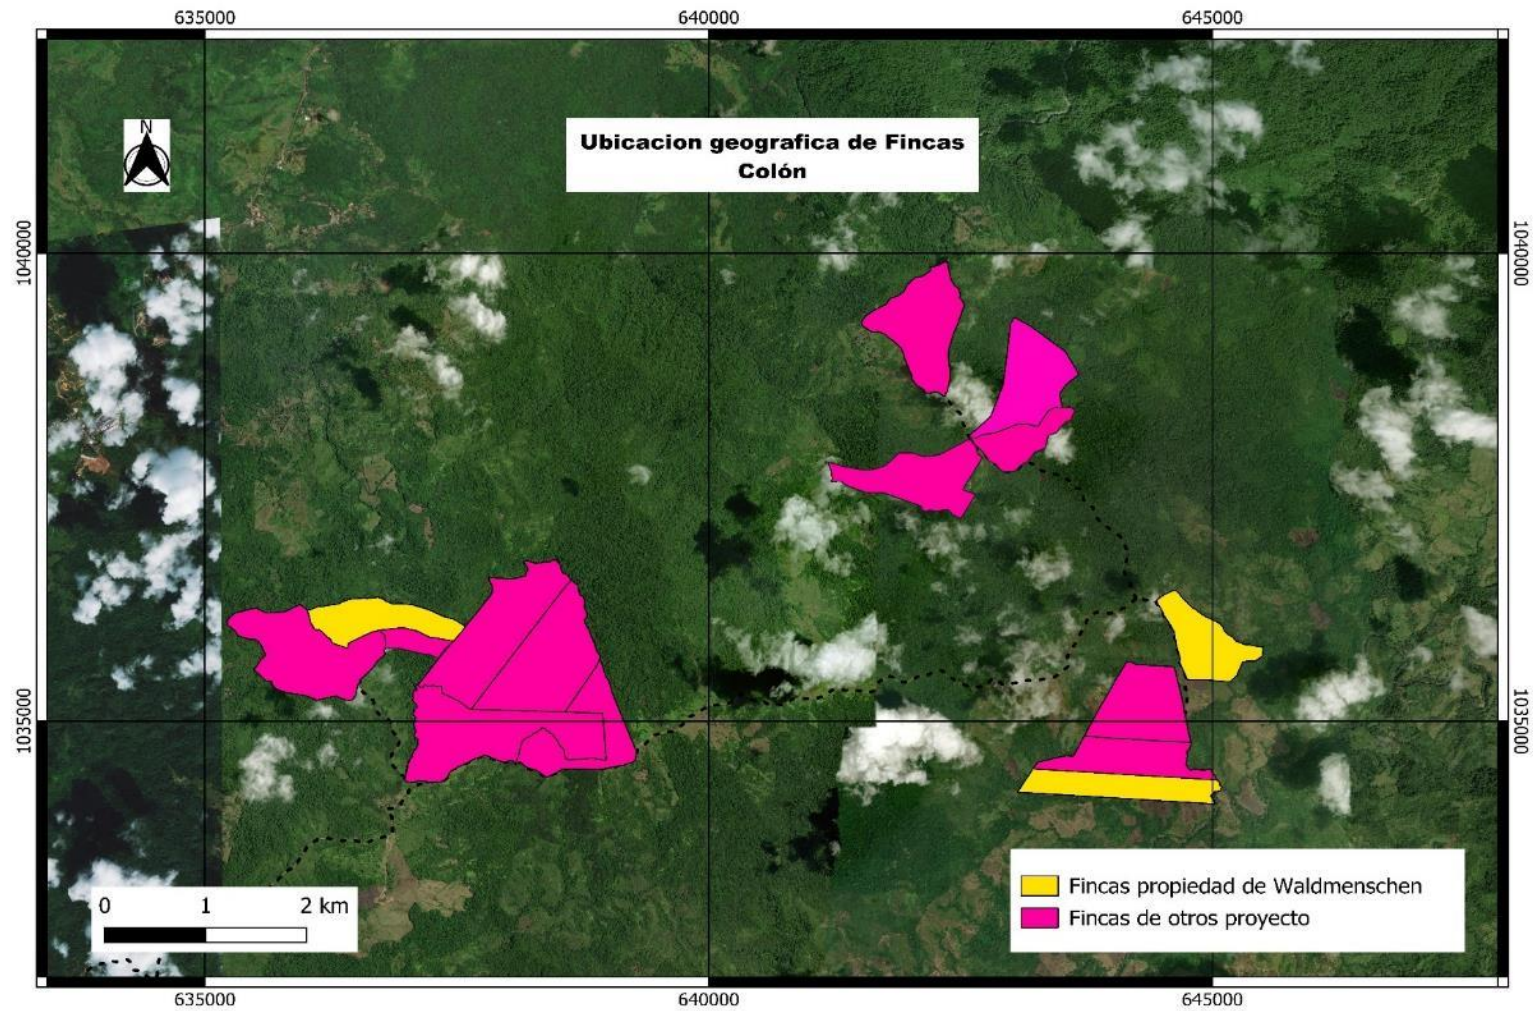 635000
640000
645000
N
Ubicacion geografica de Fincas
Colón
1040000
1040000
1035000
1035000
0 1 2 km
Fincas propiedad de Waldmenschen
Fincas de otros proyecto
635000
640000
645000